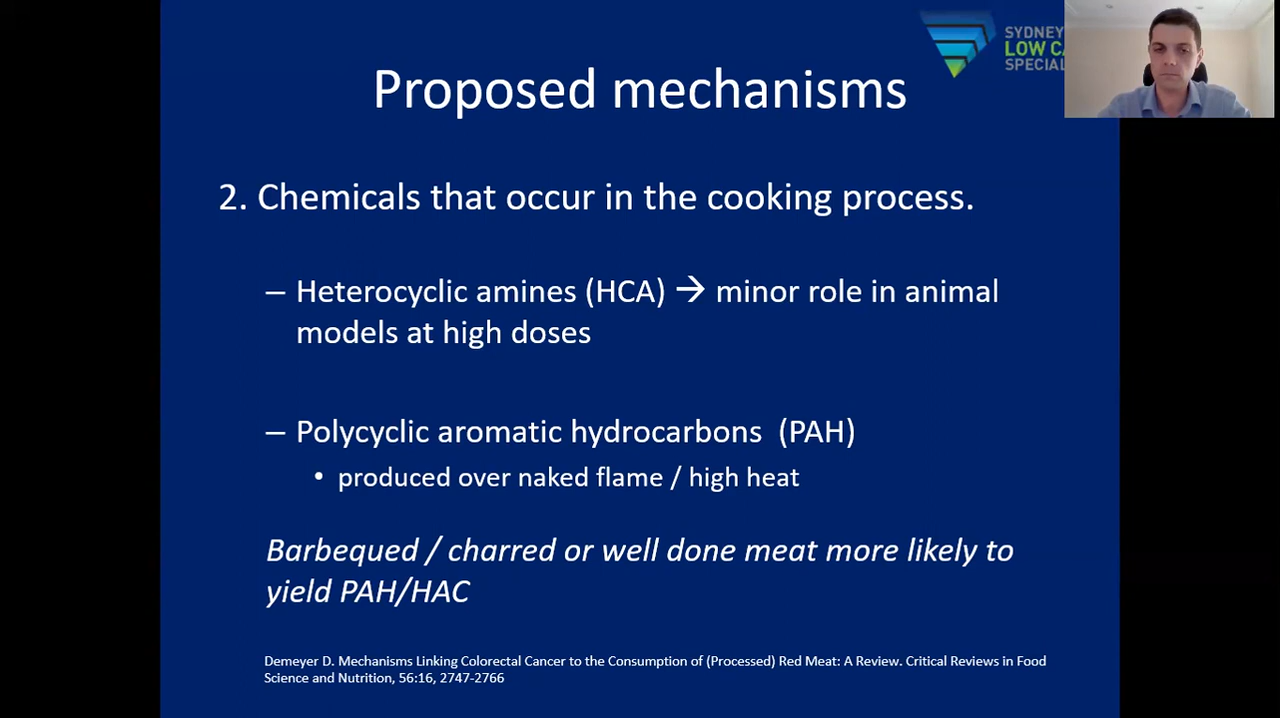 SYDNEY
LOW CA
SPECIAL
Proposed mechanisms
2. Chemicals that occur in the cooking process.
– Heterocyclic amines (HCA) → minor role in animal
models at high doses
– Polycyclic aromatic hydrocarbons (PAH)
• produced over naked flame / high heat
Barbequed / charred or well done meat more likely to
yield PAH/HAC
Demeyer D. Mechanisms Linking Colorectal Cancer to the Consumption of (Processed) Red Meat: A Review. Critical Reviews in Food
Science and Nutrition, 56:16, 2747-2766